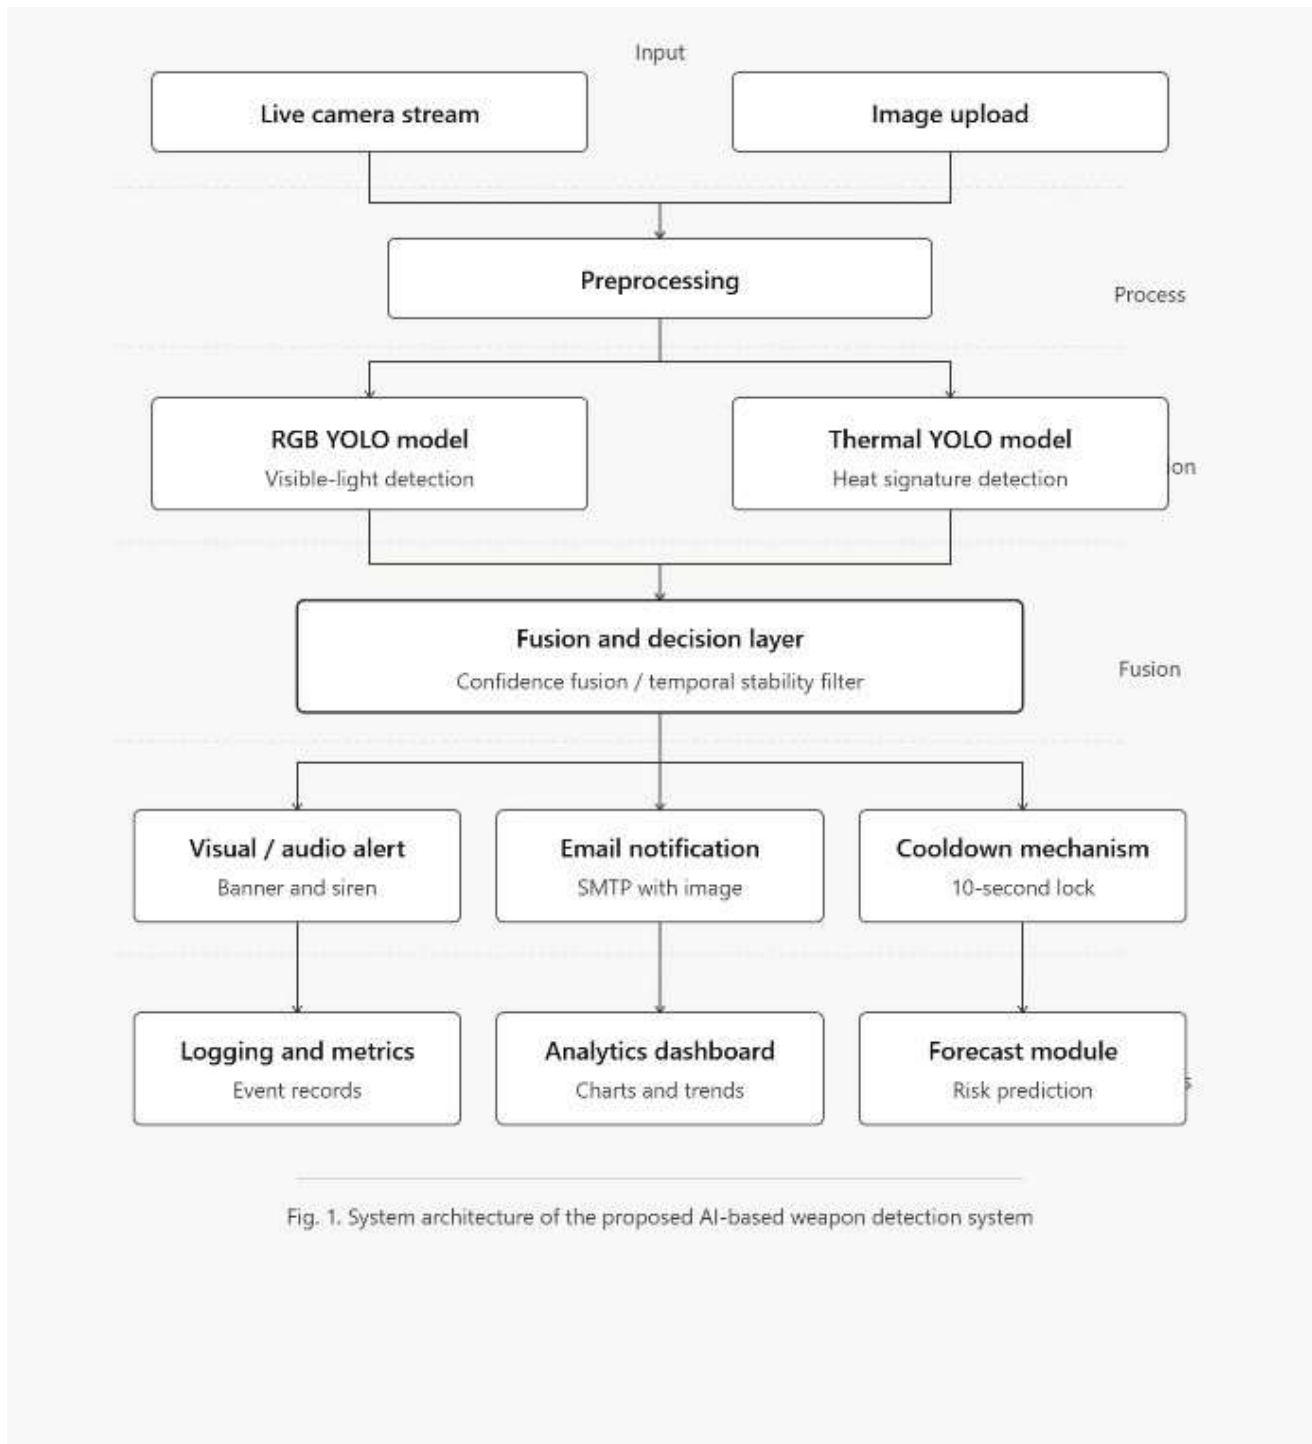 Input
Live camera stream
Image upload
Preprocessing
Process
RGB YOLO model
Visible-light detection
Thermal YOLO model
Heat signature detection
on
Fusion and decision layer
Confidence fusion / temporal stability filter
Fusion
Visual / audio alert
Banner and siren
Email notification
SMTP with image
Cooldown mechanism
10-second lock
Logging and metrics
Event records
Analytics dashboard
Charts and trends
Forecast module
Risk prediction
s
Fig. 1. System architecture of the proposed AI-based weapon detection system